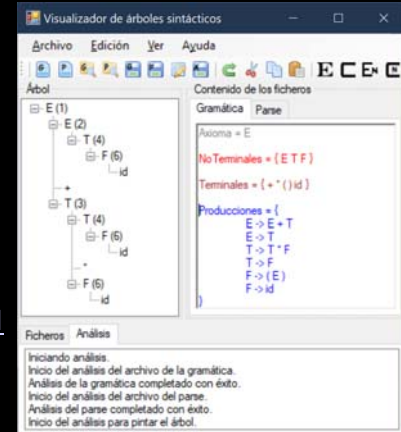 Visualizador de árboles sintácticos
Archivo Edición Ver Ayuda
E E EN E
Árbol
E (1)
E (2)
T (4)
F (6)
id
+
T (3)
T (4)
F (6)
id
*
F (6)
id
Contenido de los ficheros
Gramática Parse
Axioma = E
NoTerminales = { E T F }
Terminales = { + * ( ) id }
Producciones = {
E -> E + T
E -> T
T -> T * F
T -> F
F -> ( E )
F -> id
}
Ficheros Análisis
Iniciando análisis.
Inicio del análisis del archivo de la gramática.
Análisis de la gramática completado con éxito.
Inicio del análisis del archivo del parse.
Análisis del parse completado con éxito.
Inicio del análisis para pintar el árbol.